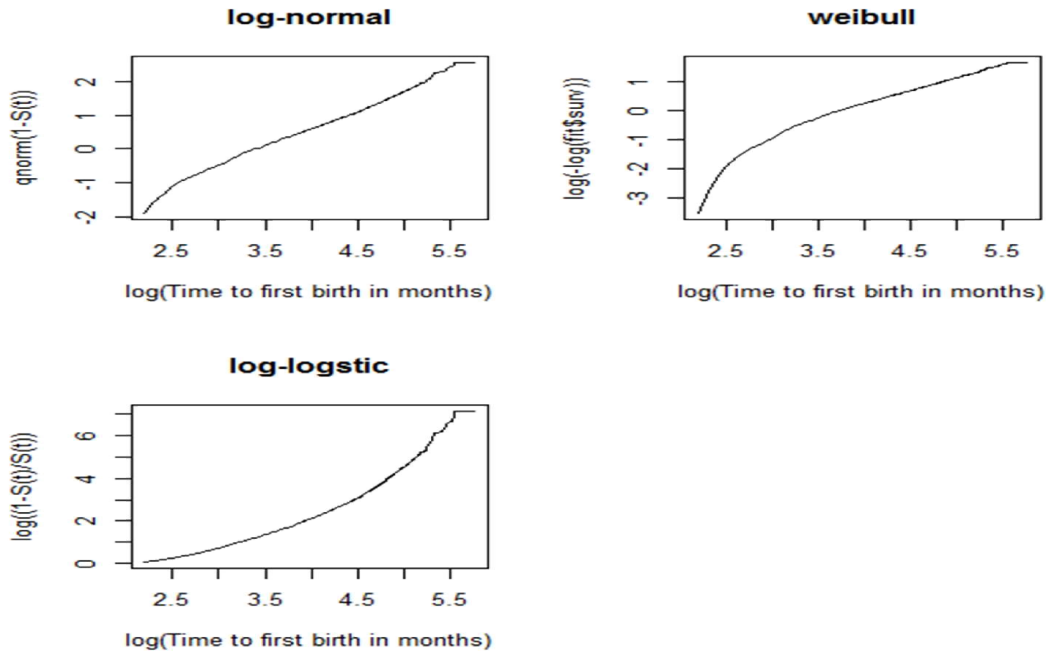 log-normal
qnorm(1-S(t))
2
1
0
-1
-2
2.5 3.5 4.5 5.5
log(Time to first birth in months)
weibull
log(-log(fit$surv))
1
0
-1
-2
-3
2.5 3.5 4.5 5.5
log(Time to first birth in months)
log-logstic
log((1-S(t)/S(t))
6
4
2
0
2.5 3.5 4.5 5.5
log(Time to first birth in months)